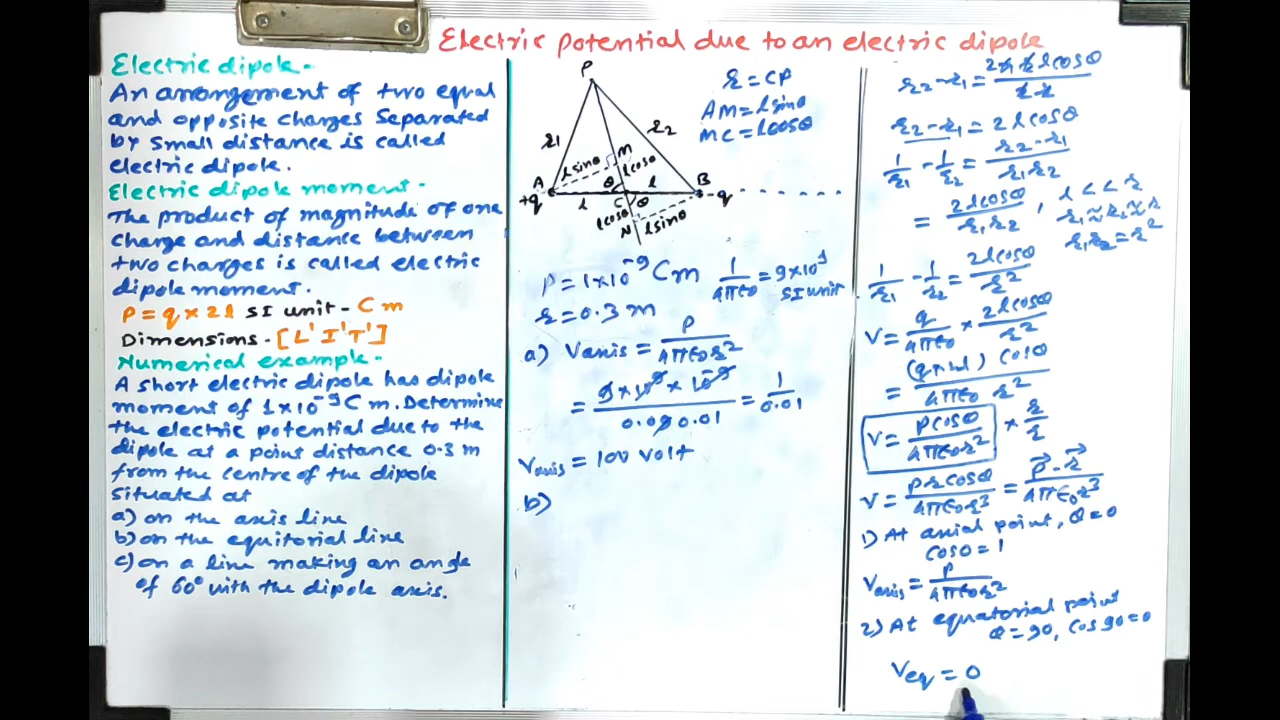 Electric potential due to an electric dipole
Electric dipole -
An arrangement of two equal
and opposite charges separated
by small distance is called
electric dipole.
Electric dipole moment -
The product of magnitude of one
charge and distance between
two charges is called electric
dipole moment.
P = q × 2l SI unit - C m
Dimensions - [L¹ I¹ T¹]
Numerical example -
A short electric dipole has dipole
moment of 1×10⁻⁹ C m. Determine
the electric potential due to the
dipole at a point distance 0.3 m
from the centre of the dipole
situated at
a) on the axis line
b) on the equitorial line
c) on a line making an angle
of 60° with the dipole axis.
P
r1
r2
l sinθ
M
l cosθ
A
θ
l
B
+q
l
C
θ
-q
l cosθ
N
l sinθ
r = CP
AM = l sinθ
MC = l cosθ
P = 1×10⁻⁹ C m 1/4πε0 = 9×10⁹
SI unit
r = 0.3 m
a) Vaxis = P/4πε0r²
= 9×10⁹×10⁻⁹/0.09 0.01 = 1/0.01
Vaxis = 100 volt
b)
r2 - r1 = 2 r r l cosθ/r r
r2 - r1 = 2l cosθ
1/r1 - 1/r2 = r2 - r1/r1r2
= 2l cosθ/r1r2 , l << r
r1 ≈ r2 ≈ r
r1r2 = r²
1/r1 - 1/r2 = 2l cosθ/r²
V = q/4πε0 × 2l cosθ/r²
= (q×2l) cosθ/4πε0 r²
V = P cosθ/4πε0r² × r/r
V = P r cosθ/4πε0r³ = P⃗ · r⃗/4πε0r³
1) At axial point, θ = 0
cos0 = 1
Vaxis = P/4πε0r²
2) At equatorial point
θ = 90, cos 90 = 0
Veq = 0